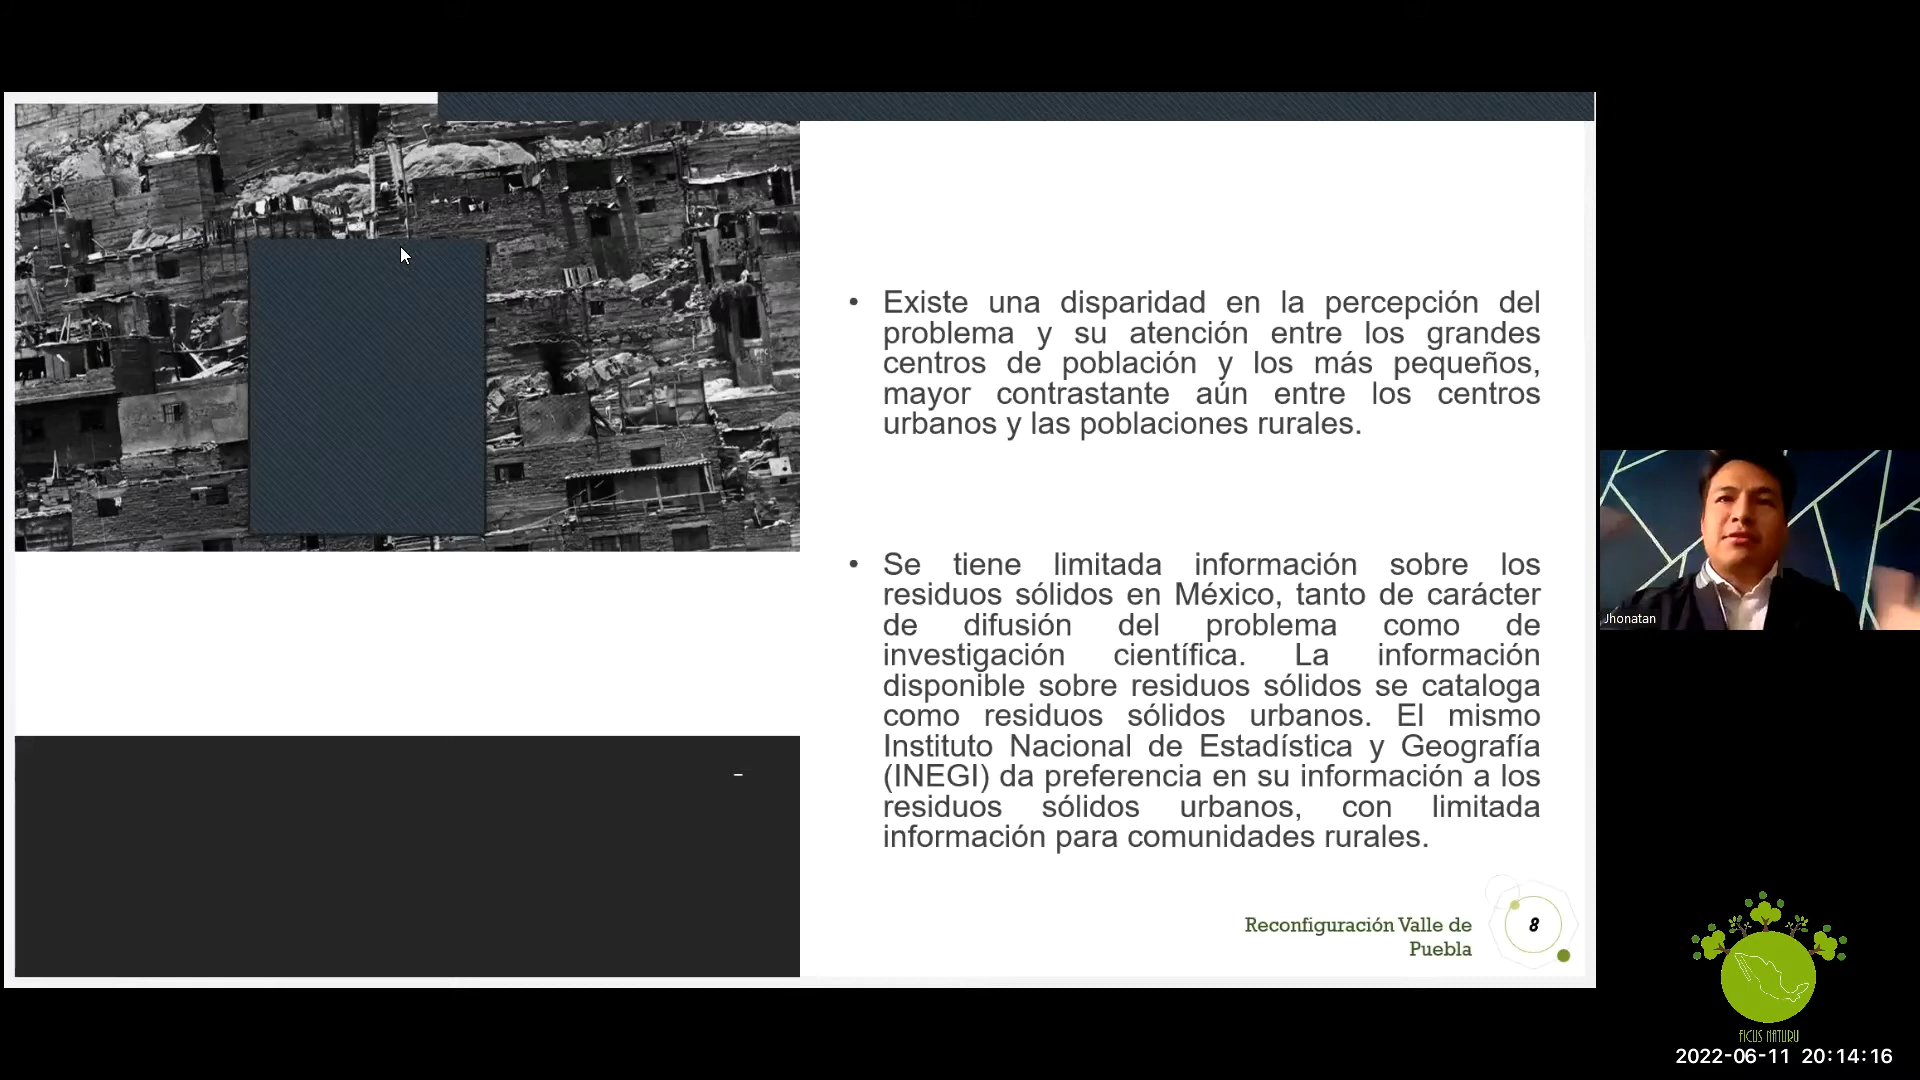 • Existe una disparidad en la percepción del
problema y su atención entre los grandes
centros de población y los más pequeños,
mayor contrastante aún entre los centros
urbanos y las poblaciones rurales.
• Se tiene limitada información sobre los
residuos sólidos en México, tanto de carácter
de difusión del problema como de
investigación científica. La información
disponible sobre residuos sólidos se cataloga
como residuos sólidos urbanos. El mismo
Instituto Nacional de Estadística y Geografía
(INEGI) da preferencia en su información a los
residuos sólidos urbanos, con limitada
información para comunidades rurales.
–
Reconfiguración Valle de
Puebla
8
Jhonatan
FICUS NATURU
2022-06-11 20:14:16